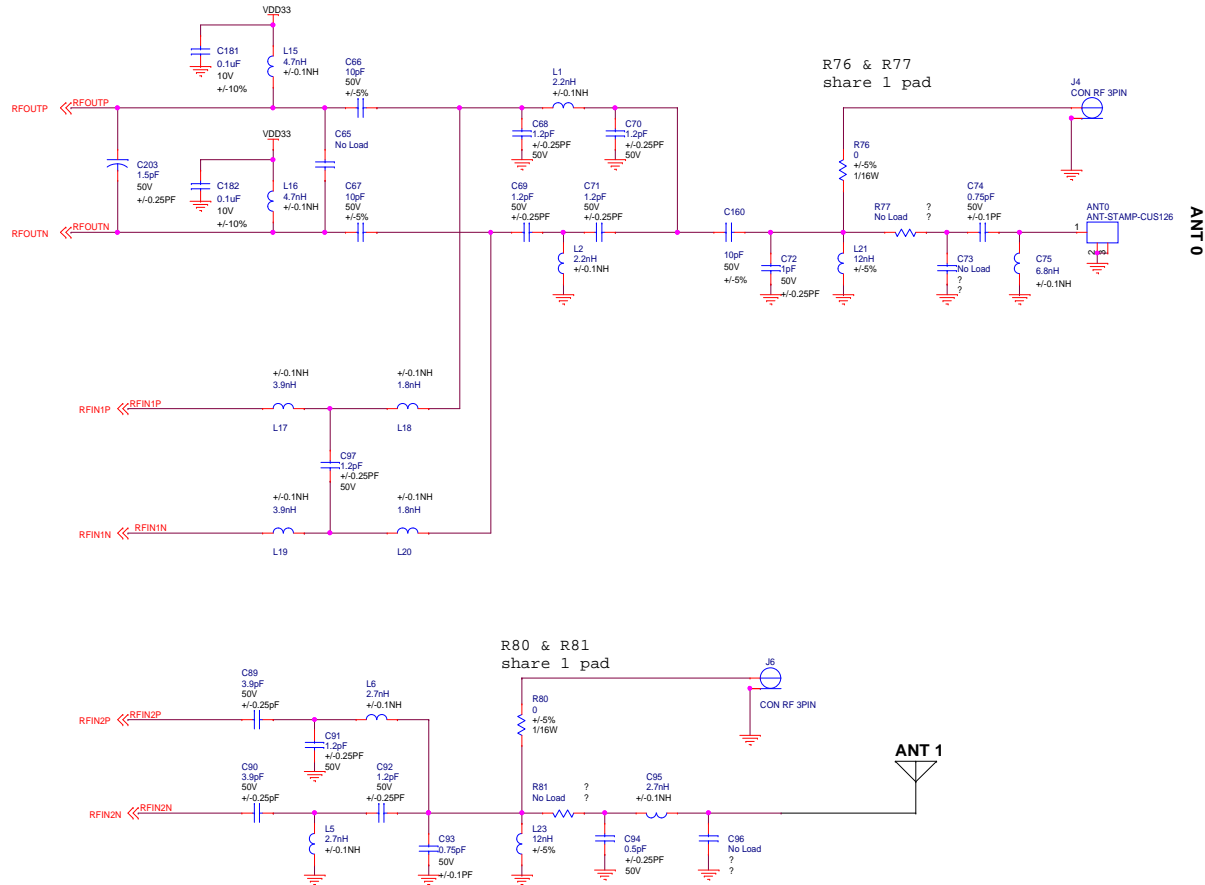 VDD33
C181
0.1uF
10V
+/-10%
L15
4.7nH
+/-0.1NH
C66
10pF
50V
+/-5%
L1
2.2nH
+/-0.1NH
R76 & R77
share 1 pad
J4
CON RF 3PIN
RFOUTP
RFOUTP
C68
1.2pF
+/-0.25PF
50V
C70
1.2pF
+/-0.25PF
50V
VDD33
C65
No Load
R76
0
+/-5%
1/16W
C203
1.5pF
50V
+/-0.25PF
C182
0.1uF
10V
+/-10%
L16
4.7nH
+/-0.1NH
C67
10pF
50V
+/-5%
C69
1.2pF
50V
+/-0.25PF
C71
1.2pF
50V
+/-0.25PF
R77
No Load
?
?
C74
0.75pF
50V
+/-0.1PF
ANT0
ANT-STAMP-CUS126
1
2
3
ANT 0
RFOUTN
RFOUTN
L2
2.2nH
+/-0.1NH
C160
10pF
50V
+/-5%
C72
1pF
50V
+/-0.25PF
L21
12nH
+/-5%
C73
No Load
?
?
C75
6.8nH
+/-0.1NH
+/-0.1NH
3.9nH
+/-0.1NH
1.8nH
RFIN1P
RFIN1P
L17
L18
C97
1.2pF
+/-0.25PF
50V
+/-0.1NH
3.9nH
+/-0.1NH
1.8nH
RFIN1N
RFIN1N
L19
L20
R80 & R81
share 1 pad
J6
CON RF 3PIN
C89
3.9pF
50V
+/-0.25pF
L6
2.7nH
+/-0.1NH
R80
0
+/-5%
1/16W
RFIN2P
RFIN2P
C91
1.2pF
+/-0.25PF
50V
ANT 1
C90
3.9pF
50V
+/-0.25pF
C92
1.2pF
50V
+/-0.25PF
R81
No Load
?
?
C95
2.7nH
+/-0.1NH
RFIN2N
RFIN2N
L5
2.7nH
+/-0.1NH
C93
0.75pF
50V
+/-0.1PF
L23
12nH
+/-5%
C94
0.5pF
+/-0.25PF
50V
C96
No Load
?
?